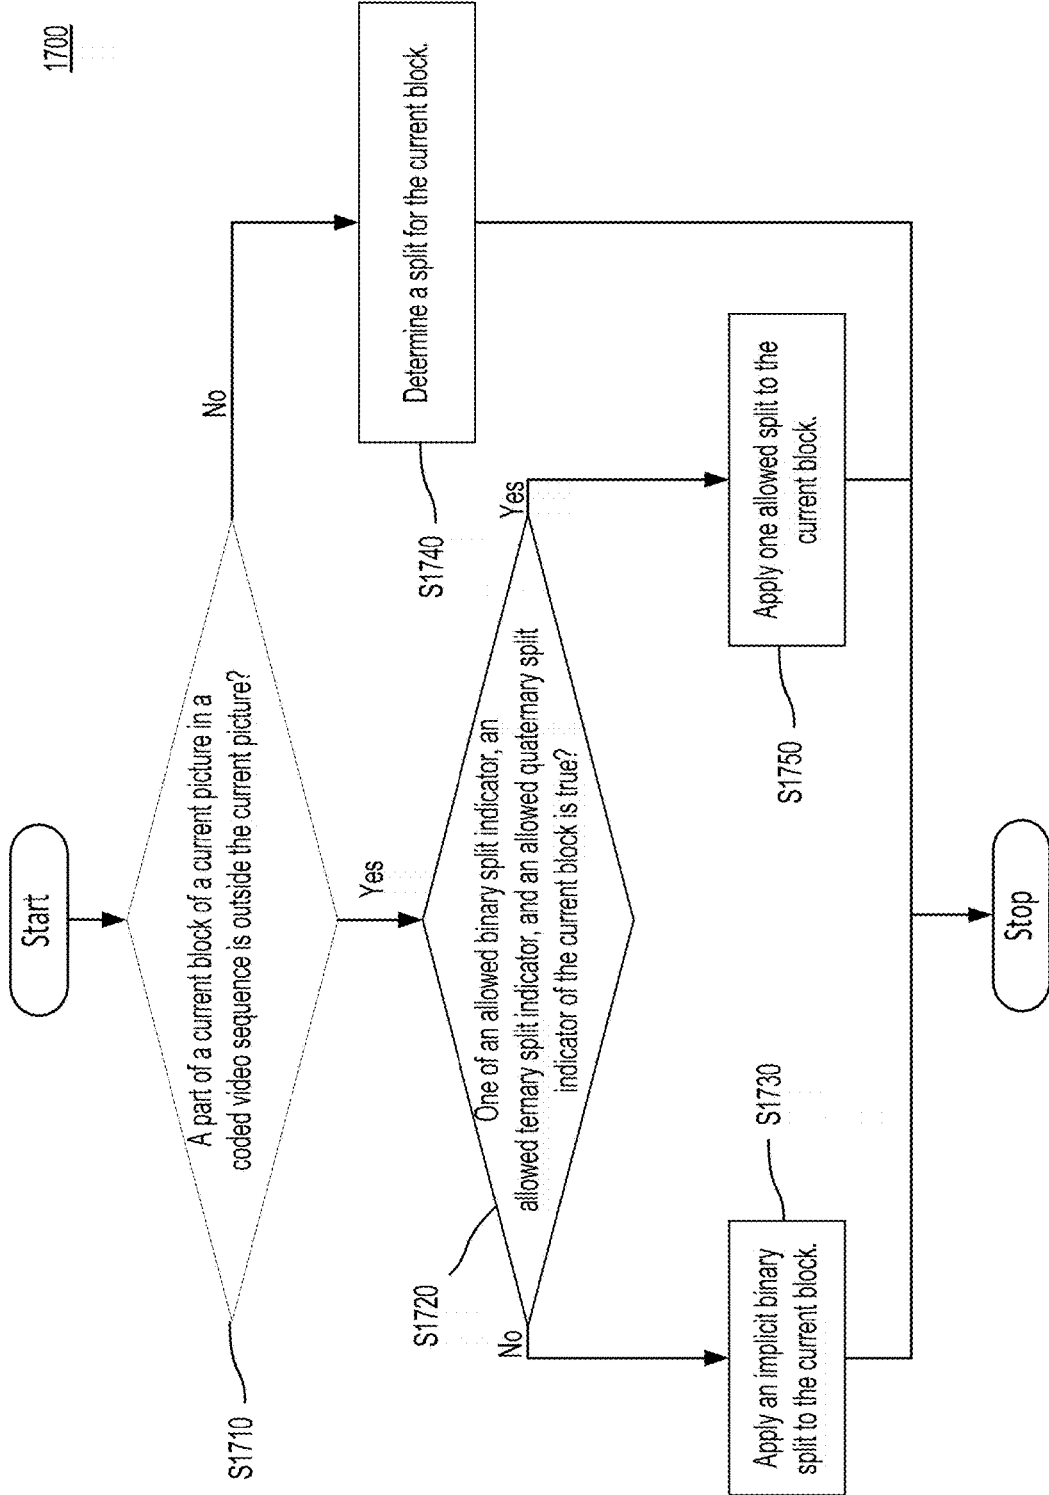 1700
Start
A part of a current block of a current picture in a
coded video sequence is outside the current picture?
S1710
No
Yes
Determine a split for the current block.
S1740
One of an allowed binary split indicator, an
allowed ternary split indicator, and an allowed quaternary split
indicator of the current block is true?
S1720
No
Yes
Apply an implicit binary
split to the current block.
S1730
Apply one allowed split to the
current block.
S1750
Stop